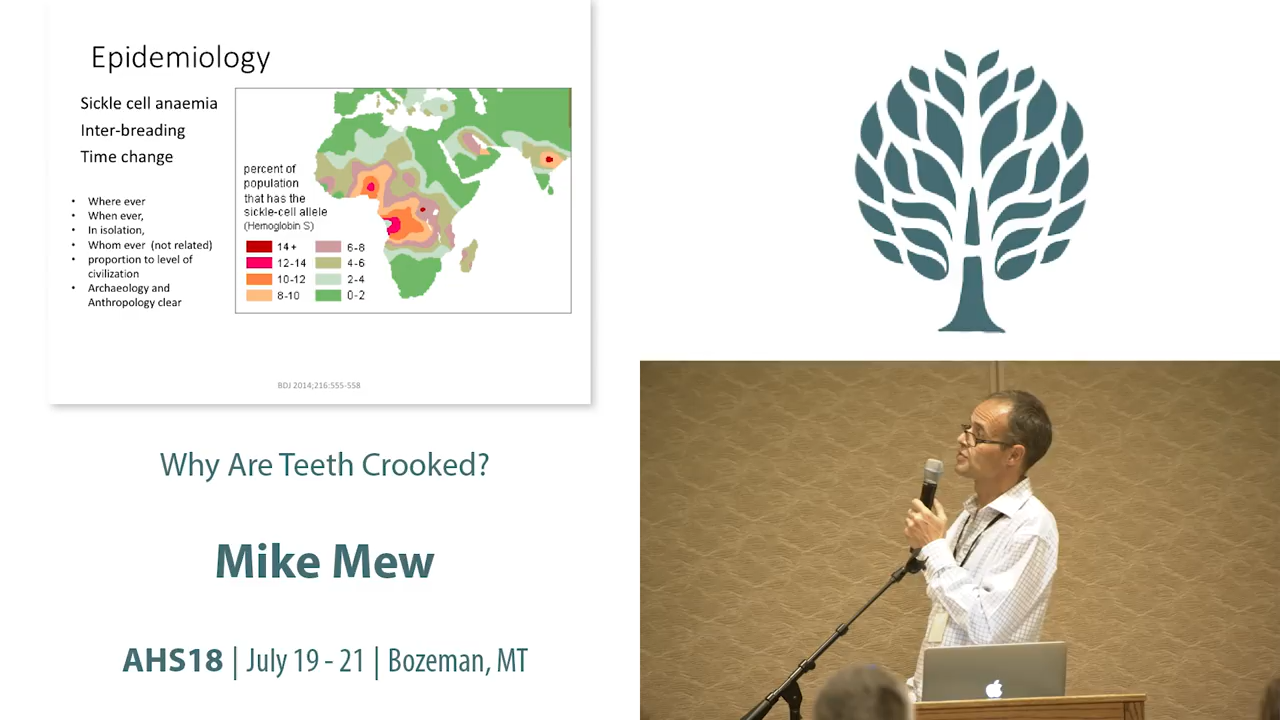 Epidemiology
Sickle cell anaemia
Inter-breading
Time change
• Where ever
• When ever,
• In isolation,
• Whom ever (not related)
• proportion to level of
civilization
• Archaeology and
Anthropology clear
percent of
population
that has the
sickle-cell allele
(Hemoglobin S)
14+ 6-8
12-14 4-6
10-12 2-4
8-10 0-2
BDJ 2014;216:555-558
Why Are Teeth Crooked?
Mike Mew
AHS18 | July 19 - 21 | Bozeman, MT